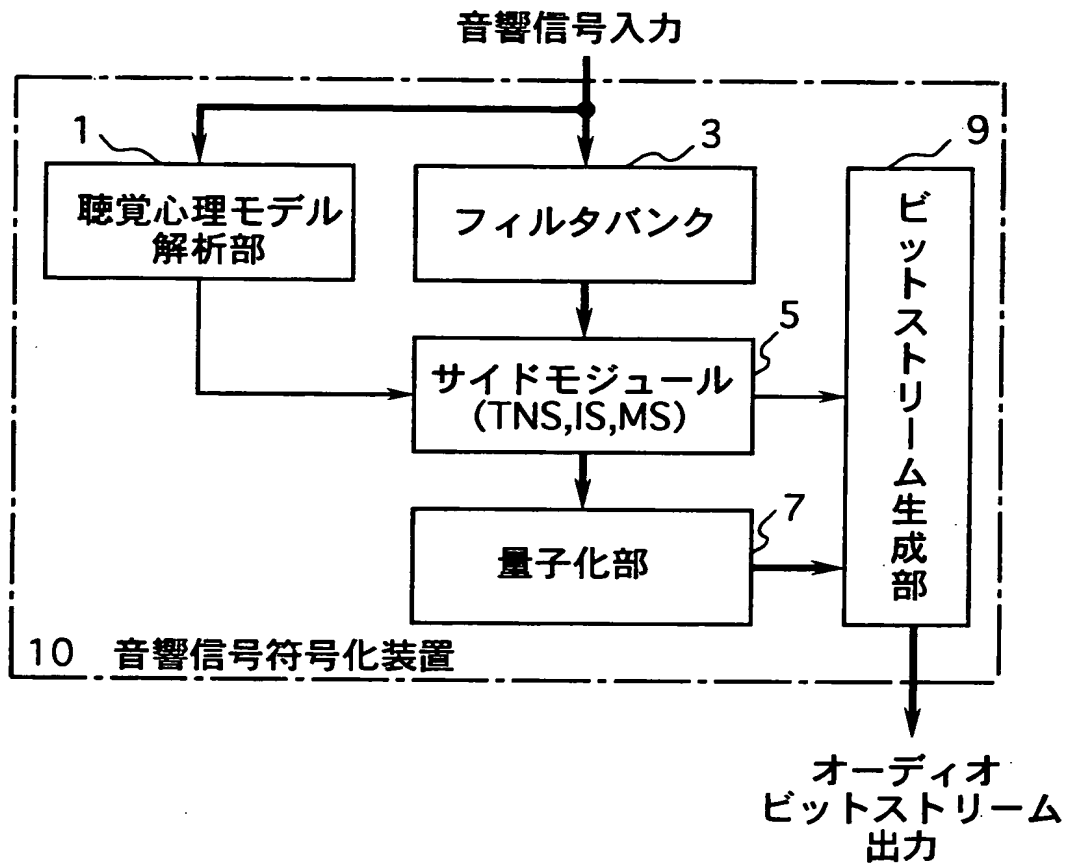 音響信号入力
1
3
9
聴覚心理モデル
解析部
フィルタバンク
ビットストリーム生成部
5
サイドモジュール
(TNS,IS,MS)
7
量子化部
10 音響信号符号化装置
オーディオ
ビットストリーム
出力